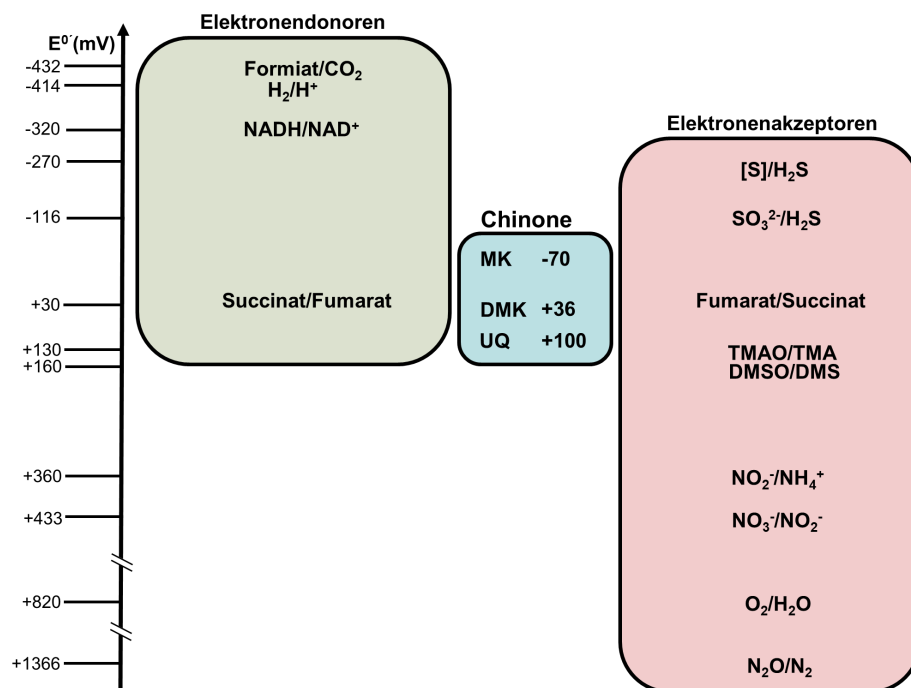 Elektronendonoren
E⁰′(mV)
-432
-414
-320
-270
-116
+30
+130
+160
+360
+433
+820
+1366
Formiat/CO₂
H₂/H⁺
NADH/NAD⁺
Succinat/Fumarat
Chinone
MK -70
DMK +36
UQ +100
Elektronenakzeptoren
[S]/H₂S
SO₃²⁻/H₂S
Fumarat/Succinat
TMAO/TMA
DMSO/DMS
NO₂⁻/NH₄⁺
NO₃⁻/NO₂⁻
O₂/H₂O
N₂O/N₂